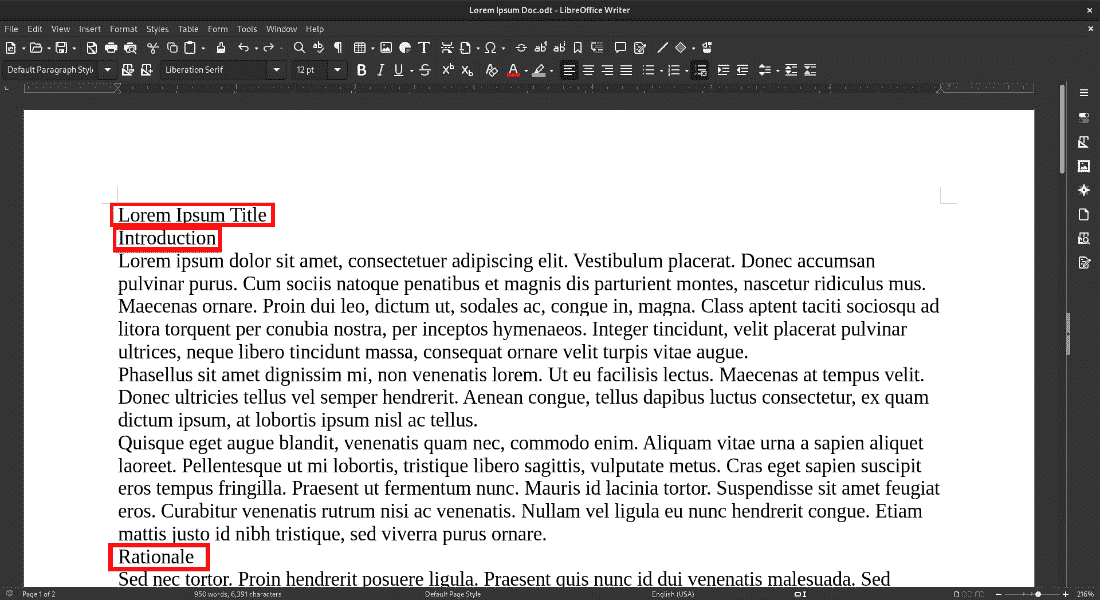 Lorem Ipsum Doc.odt - LibreOffice Writer
File Edit View Insert Format Styles Table Form Tools Window Help
Default Paragraph Styl Liberation Serif 12 pt
Lorem Ipsum Title
Introduction
Lorem ipsum dolor sit amet, consectetuer adipiscing elit. Vestibulum placerat. Donec accumsan
pulvinar purus. Cum sociis natoque penatibus et magnis dis parturient montes, nascetur ridiculus mus.
Maecenas ornare. Proin dui leo, dictum ut, sodales ac, congue in, magna. Class aptent taciti sociosqu ad
litora torquent per conubia nostra, per inceptos hymenaeos. Integer tincidunt, velit placerat pulvinar
ultrices, neque libero tincidunt massa, consequat ornare velit turpis vitae augue.
Phasellus sit amet dignissim mi, non venenatis lorem. Ut eu facilisis lectus. Maecenas at tempus velit.
Donec ultricies tellus vel semper hendrerit. Aenean congue, tellus dapibus luctus consectetur, ex quam
dictum ipsum, at lobortis ipsum nisl ac tellus.
Quisque eget augue blandit, venenatis quam nec, commodo enim. Aliquam vitae urna a sapien aliquet
laoreet. Pellentesque ut mi lobortis, tristique libero sagittis, vulputate metus. Cras eget sapien suscipit
eros tempus fringilla. Praesent ut fermentum nunc. Mauris id lacinia tortor. Suspendisse sit amet feugiat
eros. Curabitur venenatis rutrum nisi ac venenatis. Nullam vel ligula eu nunc hendrerit congue. Etiam
mattis justo id nibh tristique, sed viverra purus ornare.
Rationale
Sed nec tortor. Proin hendrerit posuere ligula. Praesent quis nunc id dui venenatis malesuada. Sed
Page 1 of 2 950 words, 6,391 characters Default Page Style English (USA) 216%